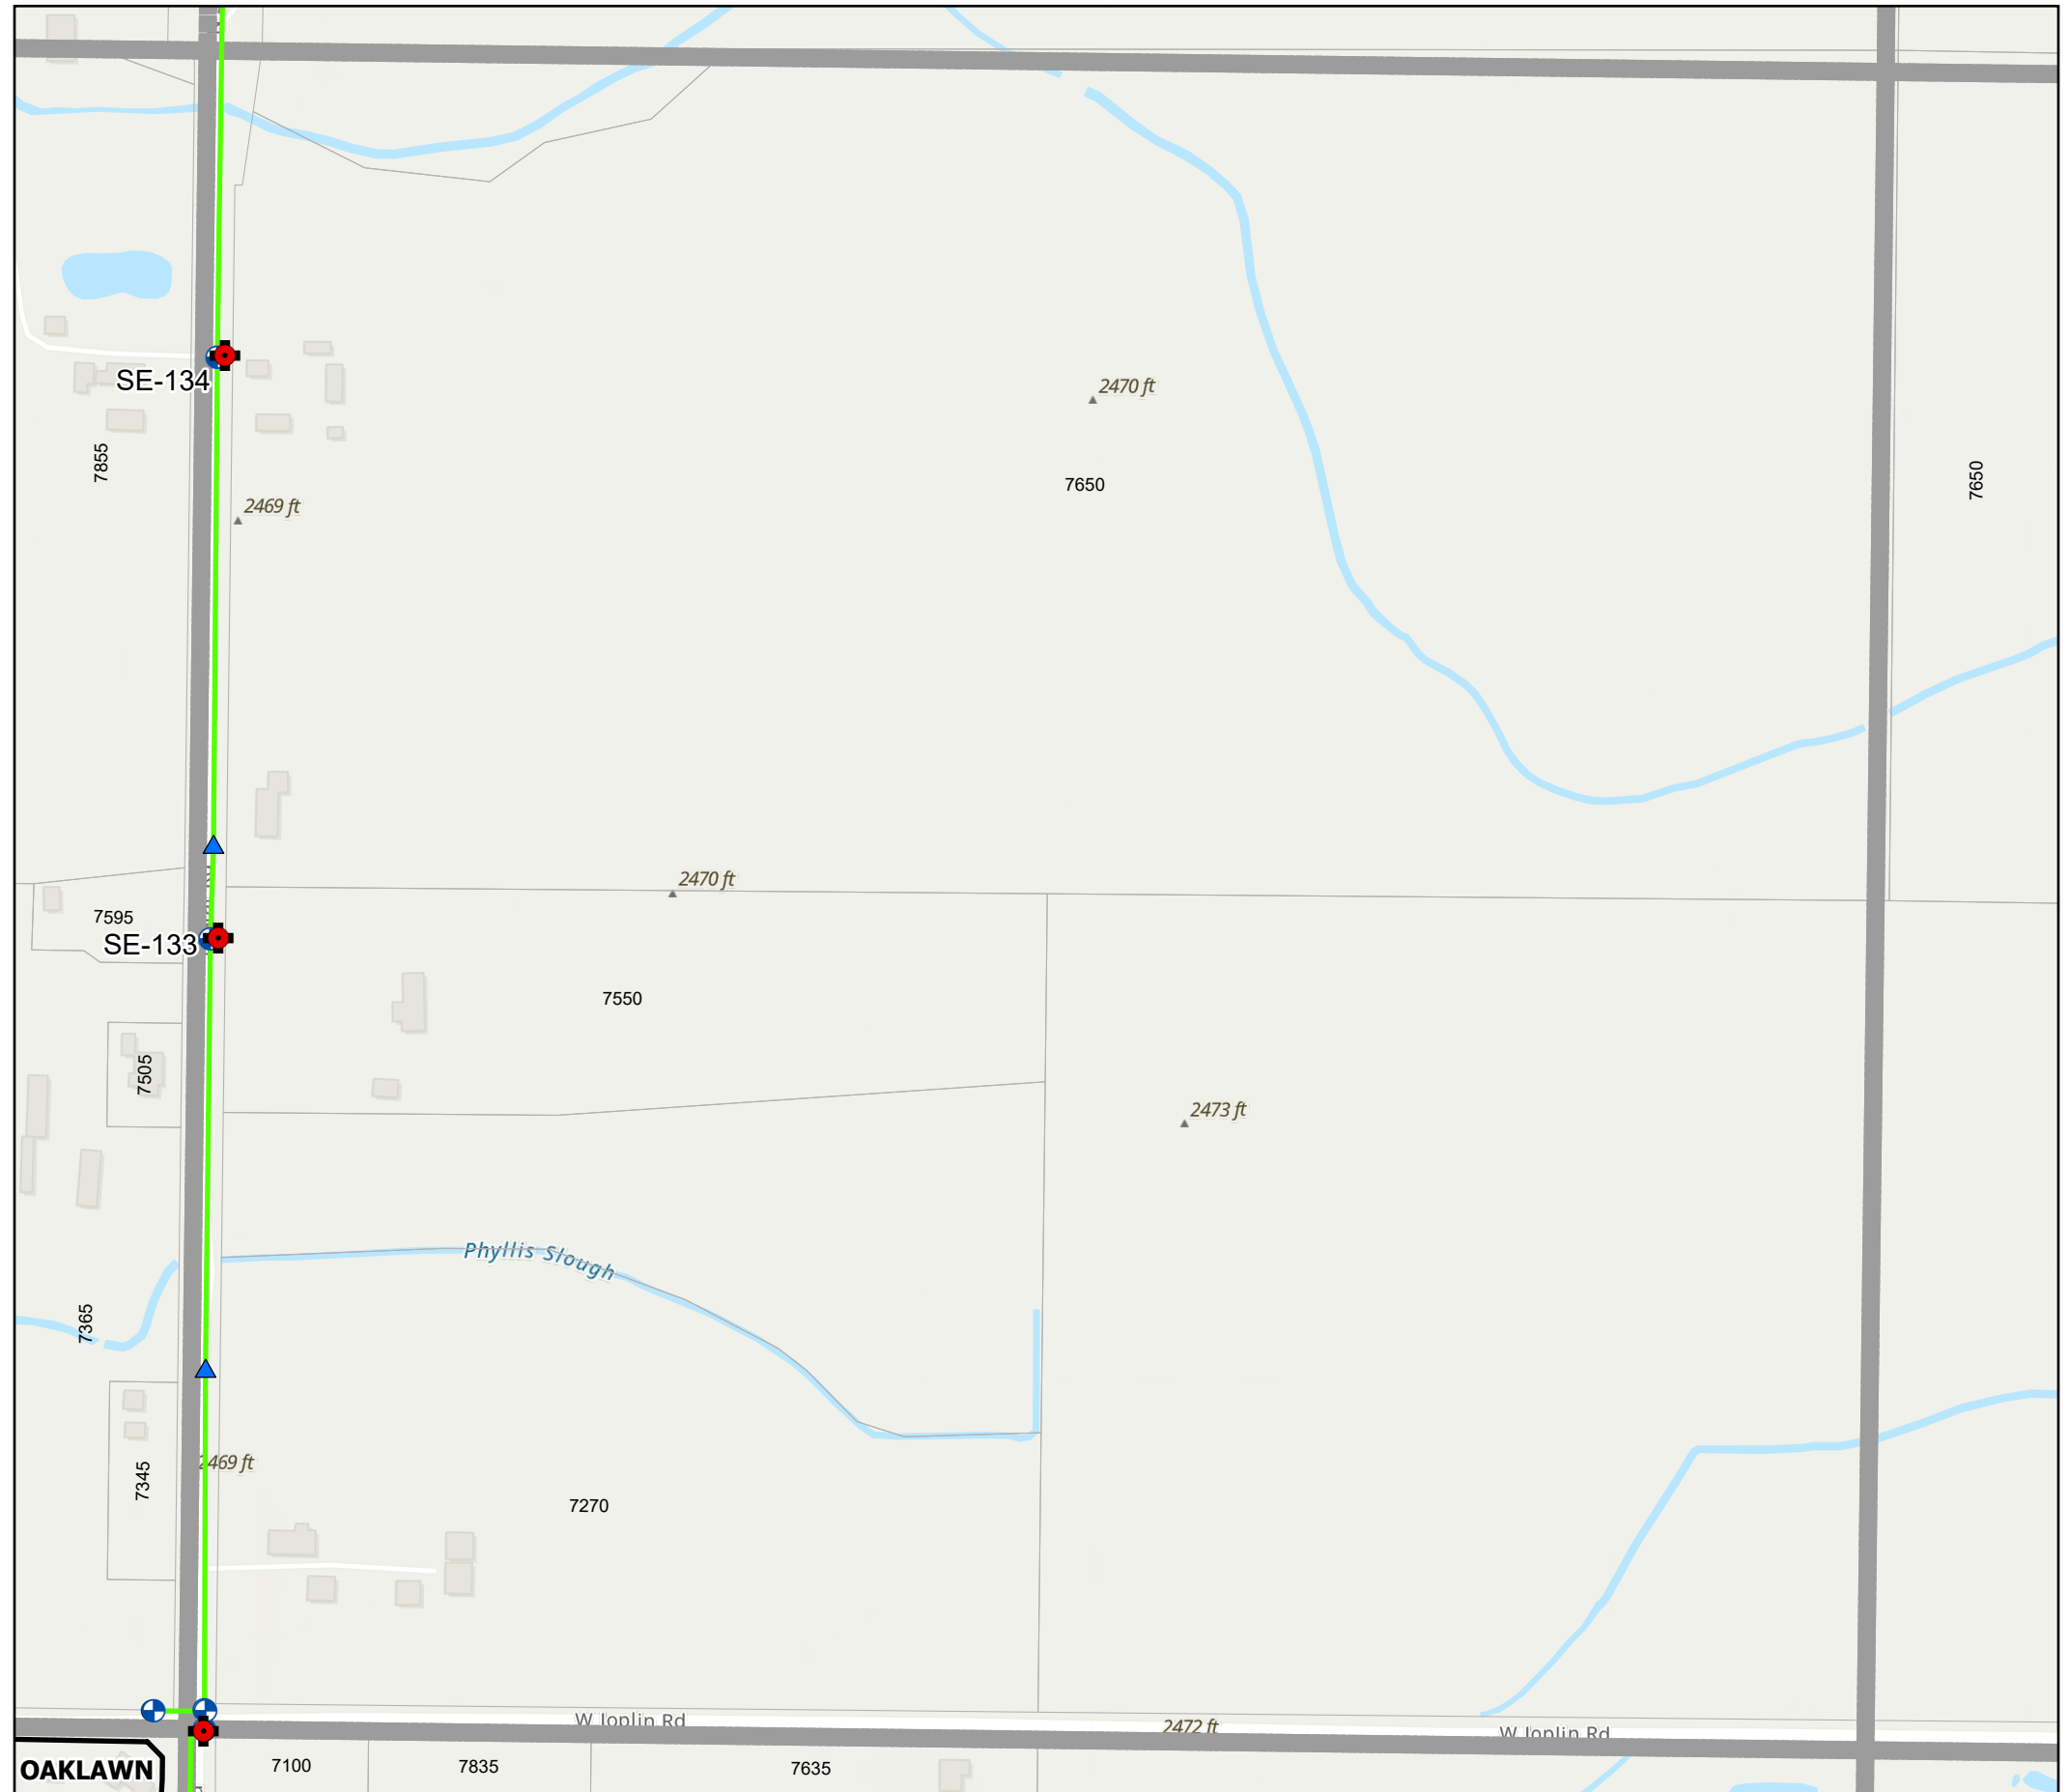 SE-134
2470 ft
7855
7650
7650
2469 ft
2470 ft
7595
SE-133
7550
7505
2473 ft
Phyllis Slough
7365
2469 ft
7345
7270
W Joplin Rd
2472 ft
W Joplin Rd
OAKLAWN
7100
7835
7635